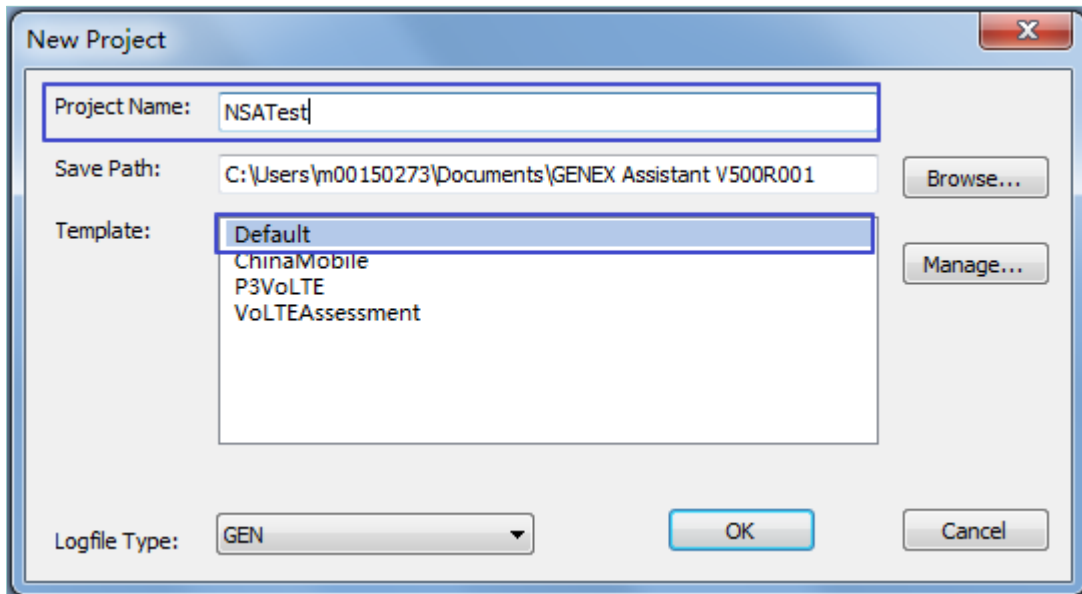 New Project
Project Name: NSATest
Save Path: C:\Users\m00150273\Documents\GENEX Assistant V500R001 Browse...
Template: Default
ChinaMobile Manage...
P3VoLTE
VoLTEAssessment
Logfile Type: GEN OK Cancel